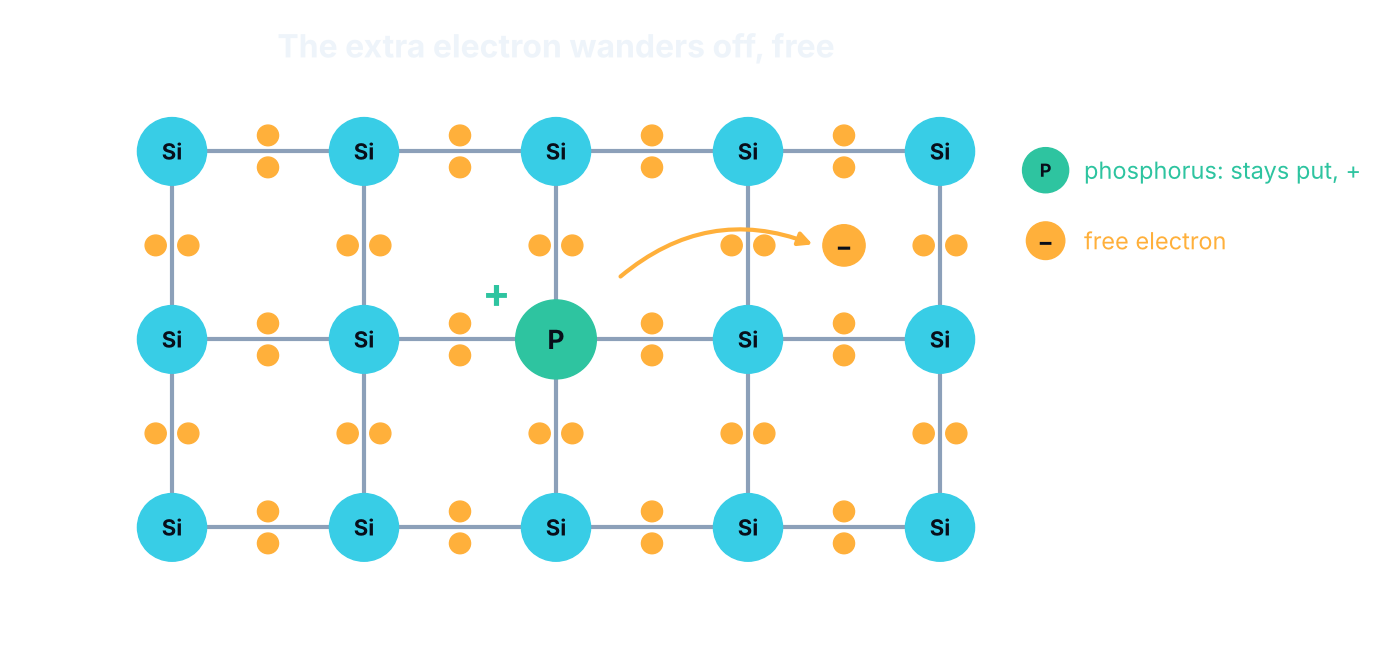 The extra electron wanders off, free
Si Si Si Si Si
P phosphorus: stays put, +
– free electron
–
+
Si Si P Si Si
Si Si Si Si Si